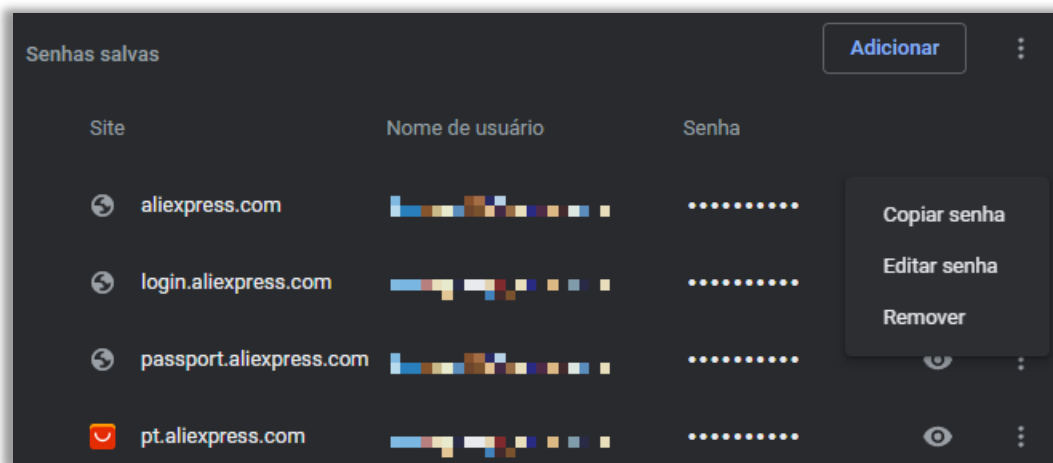 Senhas salvas Adicionar
Site Nome de usuário Senha
aliexpress.com ••••••••••
Copiar senha
Editar senha
Remover
login.aliexpress.com ••••••••••
passport.aliexpress.com ••••••••••
pt.aliexpress.com ••••••••••